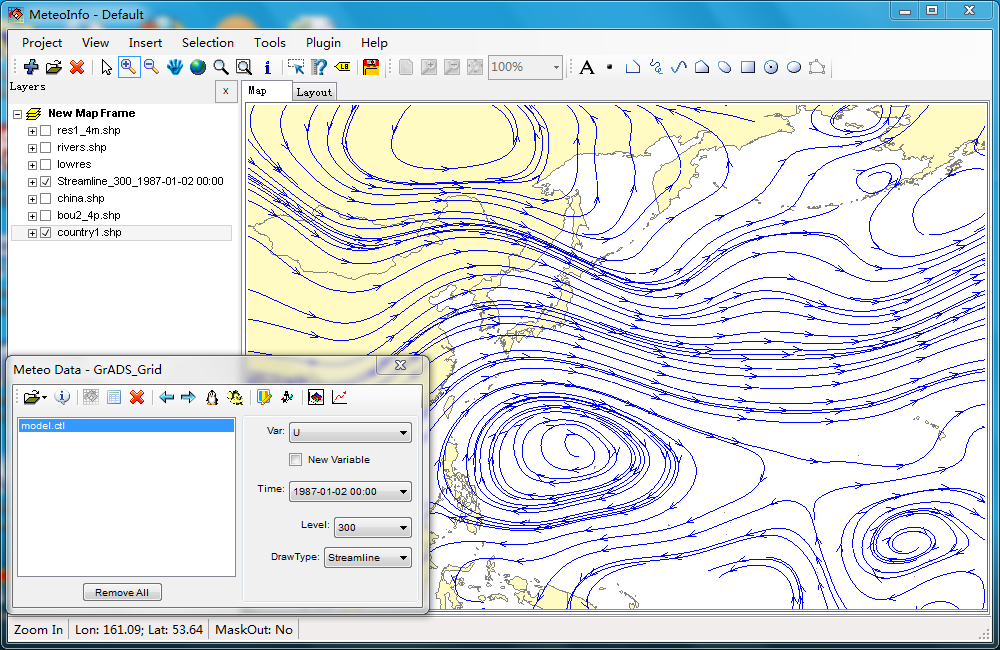 MeteoInfo - Default
Project View Insert Selection Tools Plugin Help
LB 100% A
Layers x Map Layout
New Map Frame
res1_4m.shp
rivers.shp
lowres
Streamline_300_1987-01-02 00:00
china.shp
bou2_4p.shp
country1.shp
Meteo Data - GrADS_Grid
model.ctl
Var: U
New Variable
Time: 1987-01-02 00:00
Level: 300
DrawType: Streamline
Remove All
Zoom In Lon: 161.09; Lat: 53.64 MaskOut: No